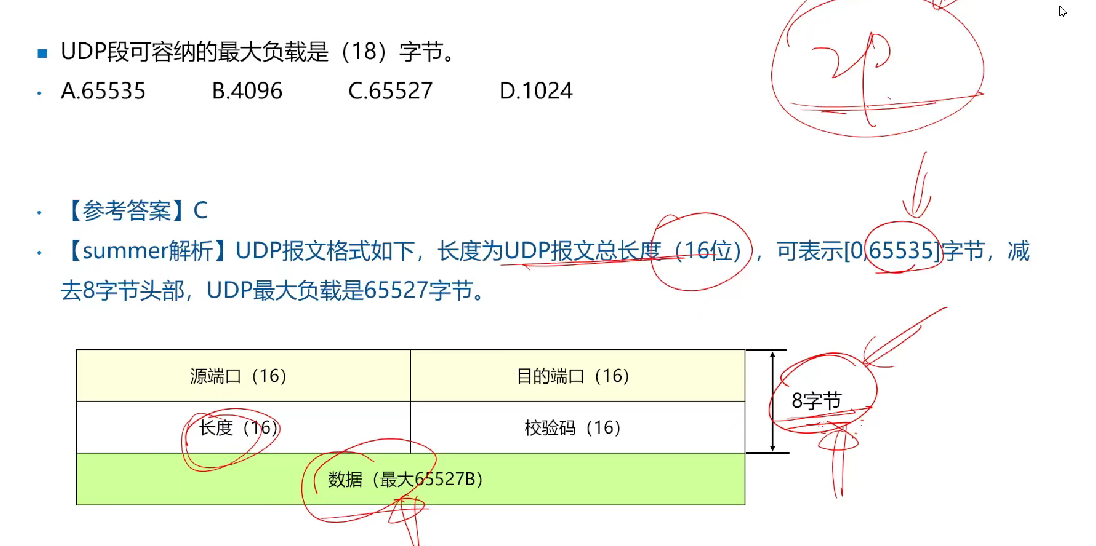 UDP段可容纳的最大负载是（18）字节。
A.65535 B.4096 C.65527 D.1024
【参考答案】C
【summer解析】UDP报文格式如下，长度为UDP报文总长度（16位），可表示[0,65535]字节，减
去8字节头部，UDP最大负载是65527字节。
源端口（16） 目的端口（16）
8字节
长度（16） 校验码（16）
数据（最大65527B）